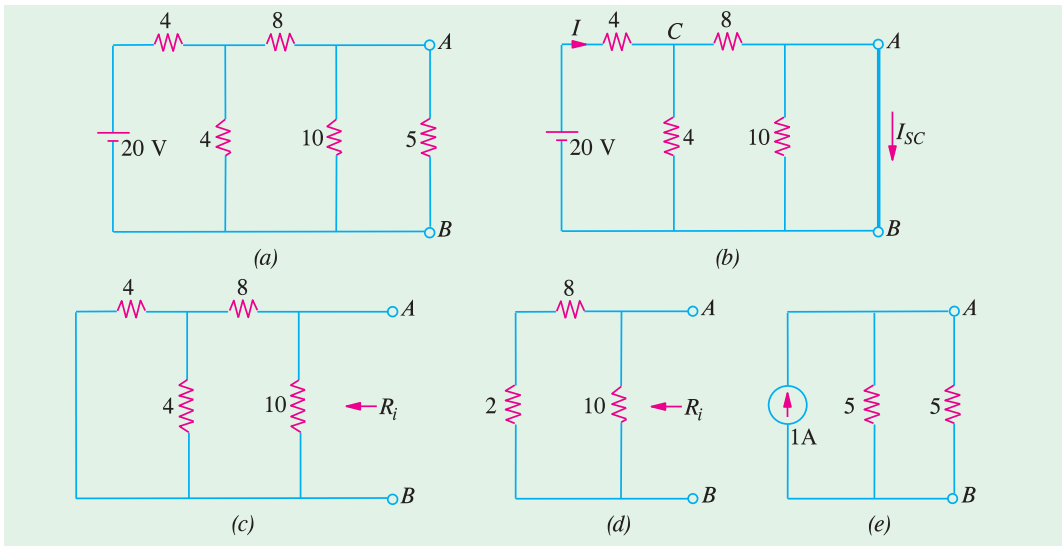 4 8 A
20 V 4 10 5
B
(a)
I 4 C 8 A
20 V 4 10 I_SC
B
(b)
4 8 A
4 10 R_i
B
(c)
8 A
2 10 R_i
B
(d)
A
1A 5 5
B
(e)